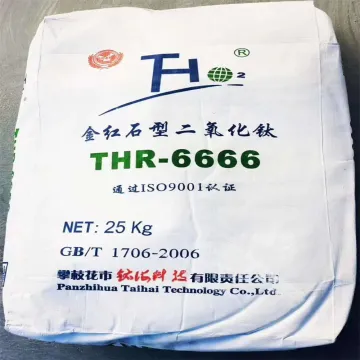 THO2 ®
金红石型二氧化钛
THR-6666
通过ISO9001认证
NET: 25 Kg
GB/T 1706-2006
攀枝花市钛海科技有限责任公司
Panzhihua Taihai Technology Co.,Ltd.